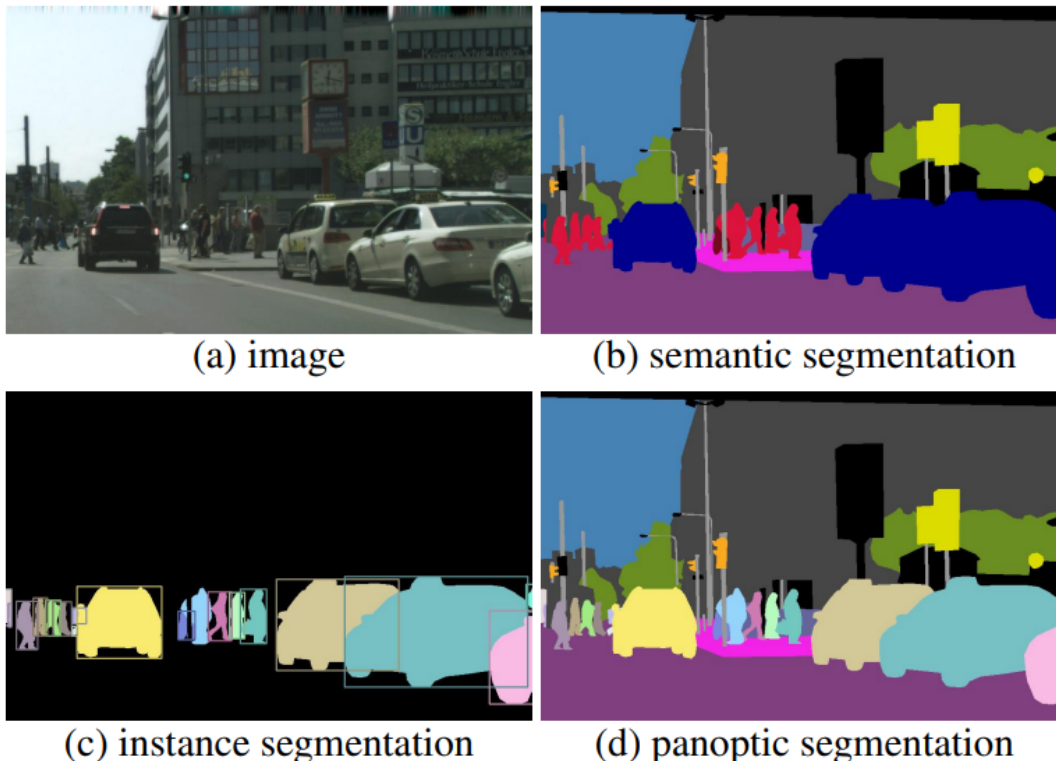 S
U
(a) image
(b) semantic segmentation
(c) instance segmentation
(d) panoptic segmentation